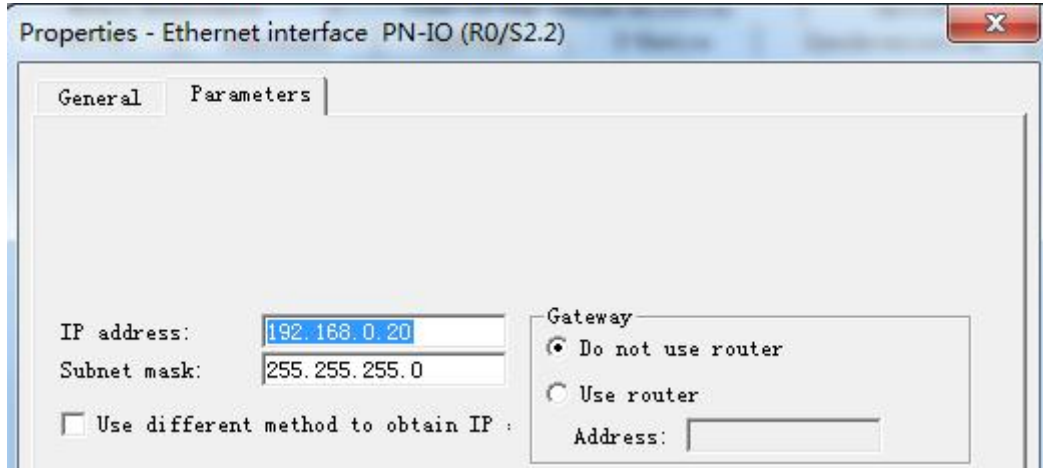 Properties - Ethernet interface PN-IO (R0/S2.2)
General Parameters
IP address: 192.168.0.20
Subnet mask: 255.255.255.0
Use different method to obtain IP
Gateway
Do not use router
Use router
Address: